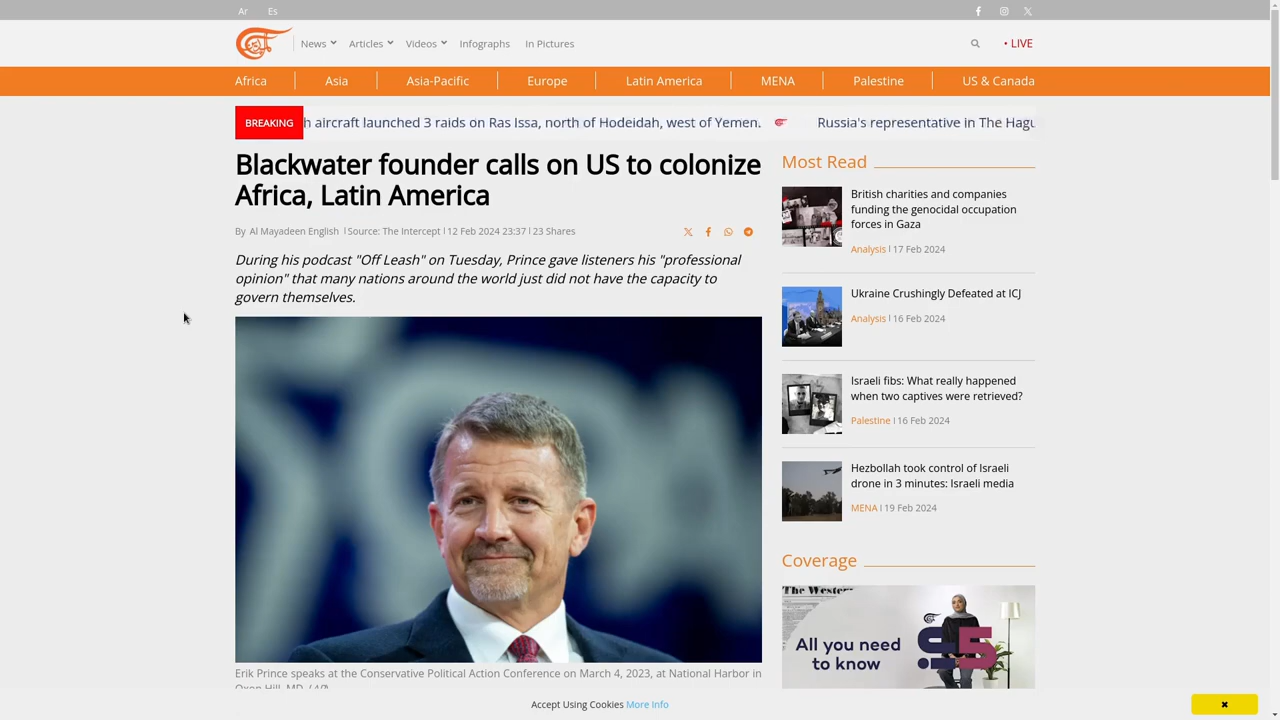 Ar Es
News Articles Videos Infographs In Pictures • LIVE
Africa Asia Asia-Pacific Europe Latin America MENA Palestine US & Canada
BREAKING aircraft launched 3 raids on Ras Issa, north of Hodeidah, west of Yemen. Russia's representative in The
Blackwater founder calls on US to colonize
Africa, Latin America
By Al Mayadeen English | Source: The Intercept | 12 Feb 2024 23:37 | 23 Shares
During his podcast "Off Leash" on Tuesday, Prince gave listeners his "professional
opinion" that many nations around the world just did not have the capacity to
govern themselves.
Erik Prince speaks at the Conservative Political Action Conference on March 4, 2023, at National Harbor in
Most Read
British charities and companies
funding the genocidal occupation
forces in Gaza
Analysis | 17 Feb 2024
Ukraine Crushingly Defeated at ICJ
Analysis | 16 Feb 2024
Israeli fibs: What really happened
when two captives were retrieved?
Palestine | 16 Feb 2024
Hezbollah took control of Israeli
drone in 3 minutes: Israeli media
MENA | 19 Feb 2024
Coverage
All you need
to know
Accept Using Cookies More Info